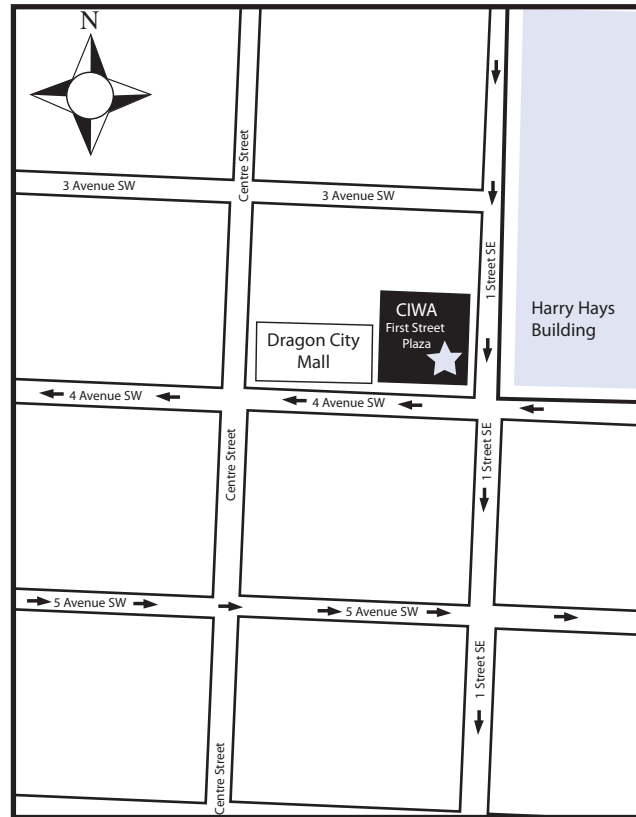 N
Centre Street
3 Avenue SW
3 Avenue SW
1 Street SE
CIWA
First Street
Plaza
Harry Hays
Building
Dragon City
Mall
4 Avenue SW
4 Avenue SW
Centre Street
1 Street SE
5 Avenue SW
5 Avenue SW
1 Street SE
Centre Street